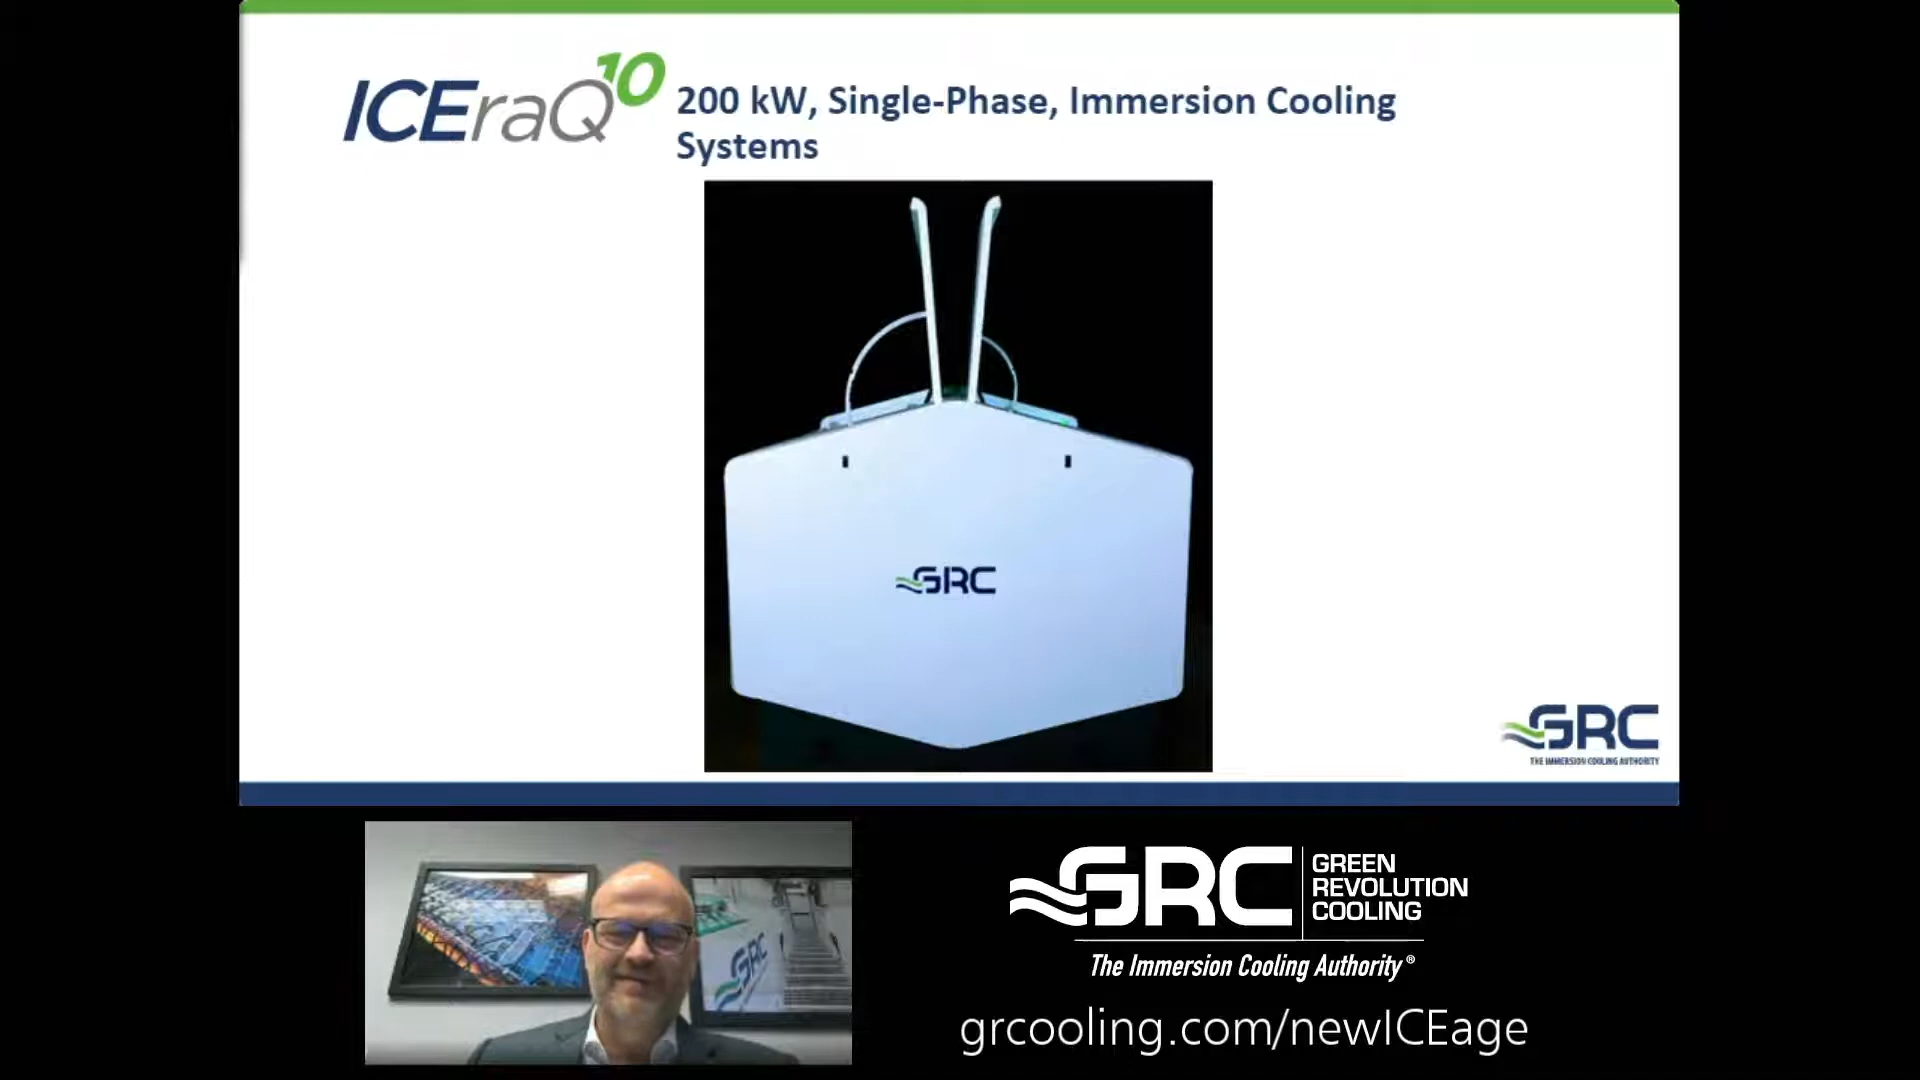 ICEraQ10
200 kW, Single-Phase, Immersion Cooling
Systems
GRC
GRC
THE IMMERSION COOLING AUTHORITY
GRC
GRC
GREEN
REVOLUTION
COOLING
The Immersion Cooling Authority®
grcooling.com/newICEage